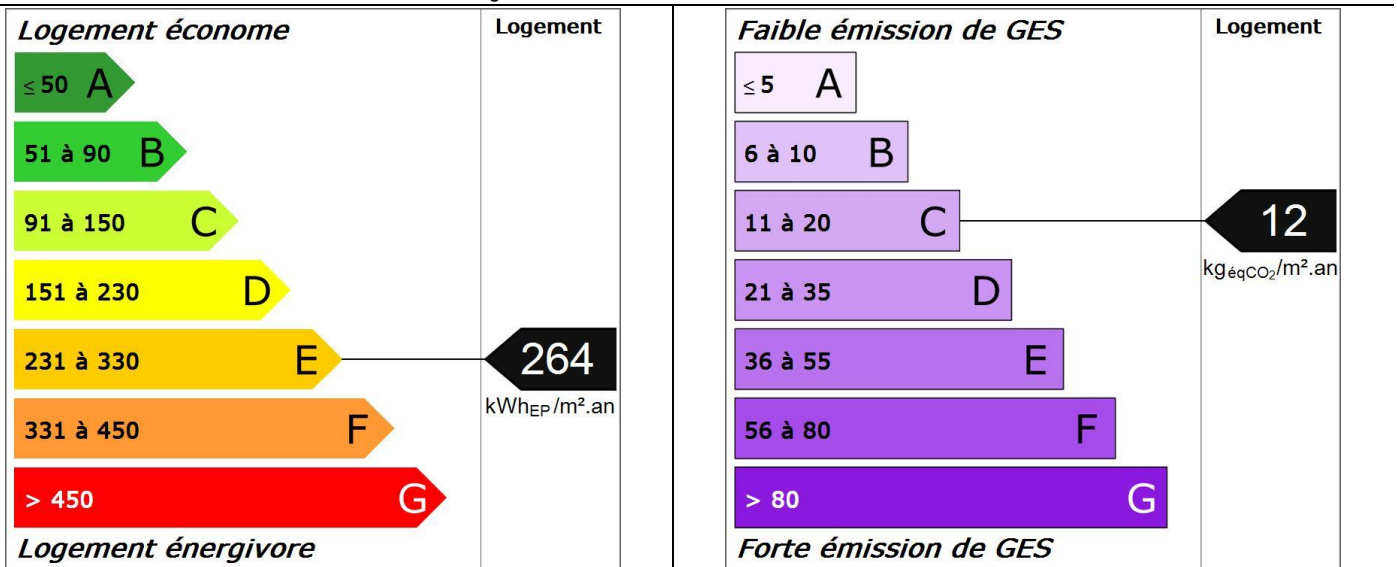 Logement économe
Logement
≤ 50 A
51 à 90 B
91 à 150 C
151 à 230 D
231 à 330 E
264
kWhEP/m².an
331 à 450 F
> 450 G
Logement énergivore
Faible émission de GES
Logement
≤ 5 A
6 à 10 B
11 à 20 C
12
kgéqCO₂/m².an
21 à 35 D
36 à 55 E
56 à 80 F
> 80 G
Forte émission de GES